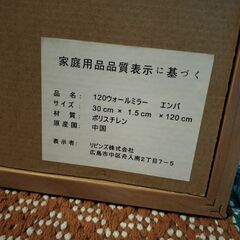 家庭用品品質表示に基づく
品名：120ウォールミラー エンパ
サイズ：30cm×1.5cm×120cm
材質：ポリスチレン
原産国：中国
表示者：リビンズ株式会社
広島市中区舟入南2丁目7-5